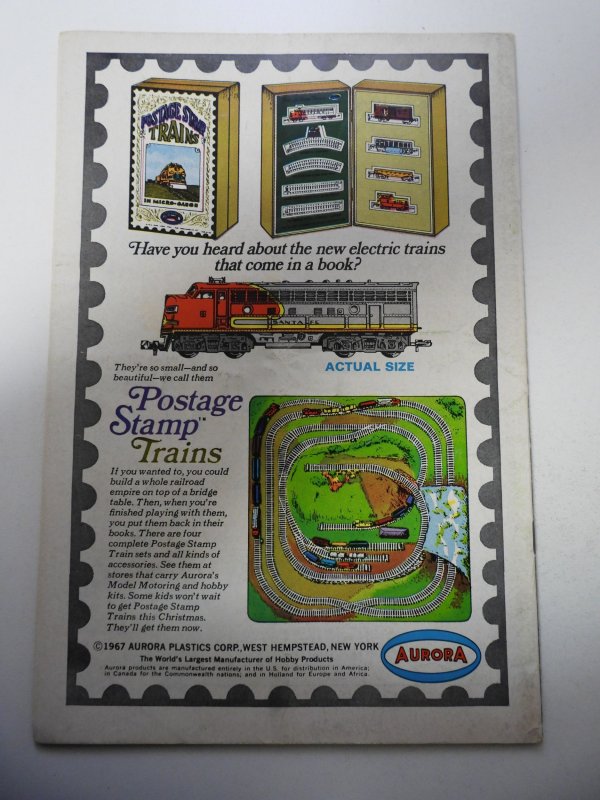 POSTAGE STAMP
TRAINS
IN MICRO-GAUGE
Have you heard about the new electric trains
that come in a book?
SANTA FE
ACTUAL SIZE
They're so small—and so
beautiful—we call them
Postage
Stamp™
Trains
If you wanted to, you could
build a whole railroad
empire on top of a bridge
table. Then, when you're
finished playing with them,
you put them back in their
books. There are four
complete Postage Stamp
Train sets and all kinds of
accessories. See them at
stores that carry Aurora's
Model Motoring and hobby
kits. Some kids won't wait
to get Postage Stamp
Trains this Christmas.
They'll get them now.
©1967 AURORA PLASTICS CORP., WEST HEMPSTEAD, NEW YORK
The World's Largest Manufacturer of Hobby Products
Aurora products are manufactured entirely in the U.S. for distribution in America;
in Canada for the Commonwealth nations; and in Holland for Europe and Africa.
AURORA